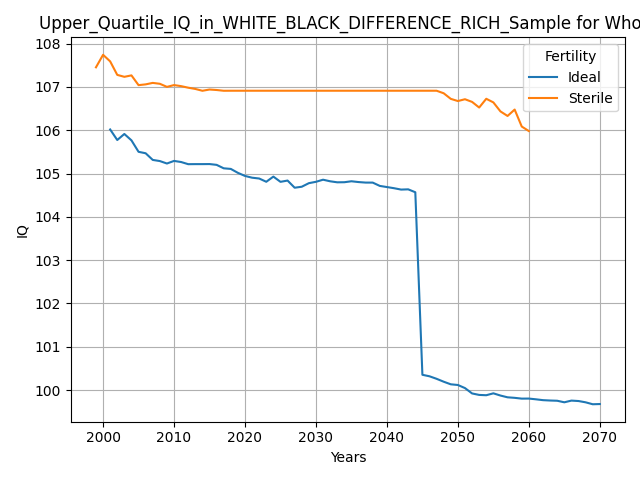 Upper_Quartile_IQ_in_WHITE_BLACK_DIFFERENCE_RICH_Sample for Who
Fertility
Ideal
Sterile
108
107
106
105
104
103
102
101
100
IQ
2000
2010
2020
2030
2040
2050
2060
2070
Years